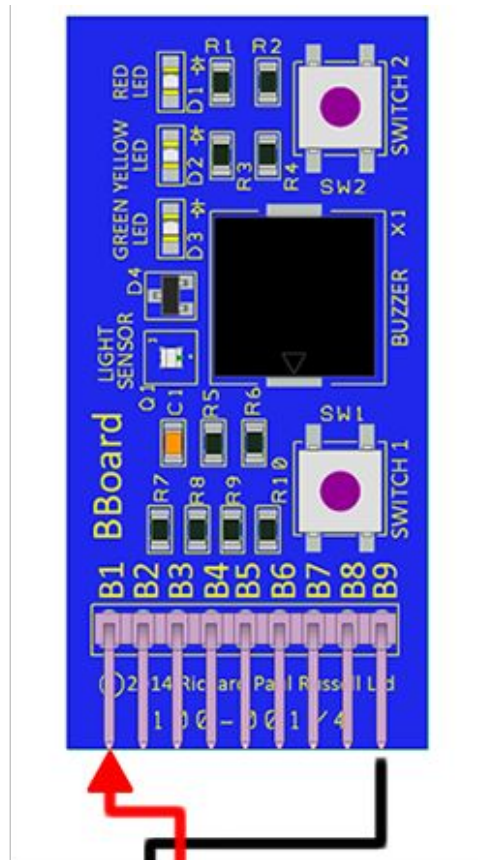 RED
LED
D1
R1
R2
SWITCH 2
SW2
YELLOW
LED
D2
R3
R4
GREEN
LED
D3
X1
BUZZER
D4
LIGHT
SENSOR
Q1
C1
R5
R6
SW1
SWITCH 1
BBoard
R7
R8
R9
R10
B1 B2 B3 B4 B5 B6 B7 B8 B9
©2014 Richard Paul Russell Ltd
100-001/4